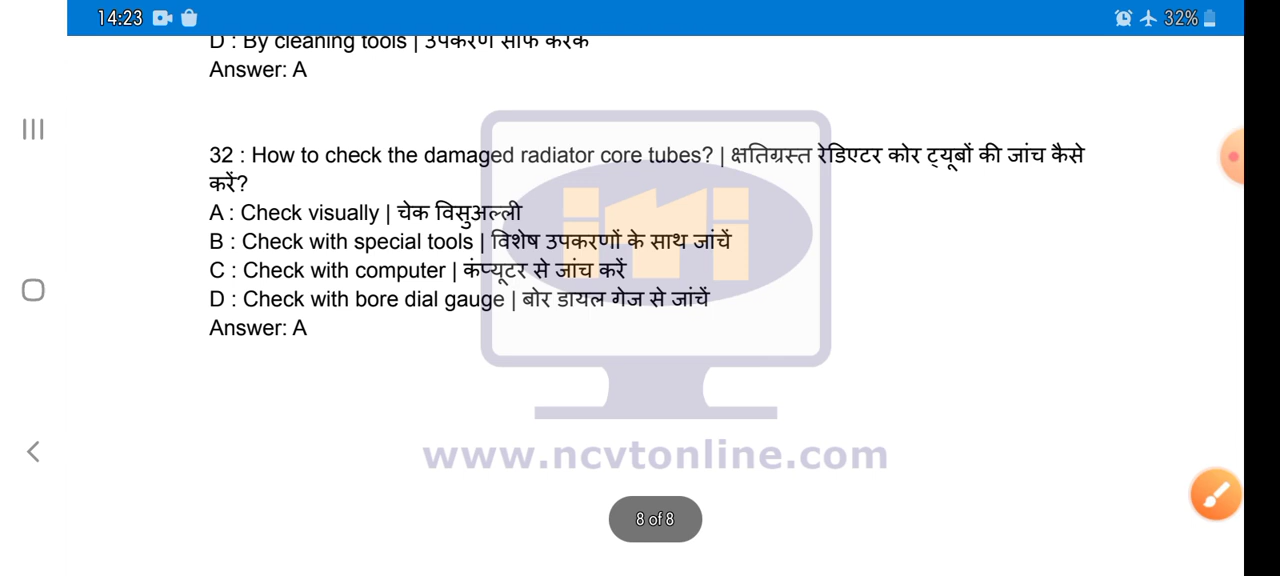 14:23
32%
D : By cleaning tools | उपकरण साफ करके
Answer: A
32 : How to check the damaged radiator core tubes? | क्षतिग्रस्त रेडिएटर कोर ट्यूबों की जांच कैसे
करें?
A : Check visually | चेक विसुअल्ली
B : Check with special tools | विशेष उपकरणों के साथ जांचें
C : Check with computer | कंप्यूटर से जांच करें
D : Check with bore dial gauge | बोर डायल गेज से जांचें
Answer: A
iTi
www.ncvtonline.com
8 of 8